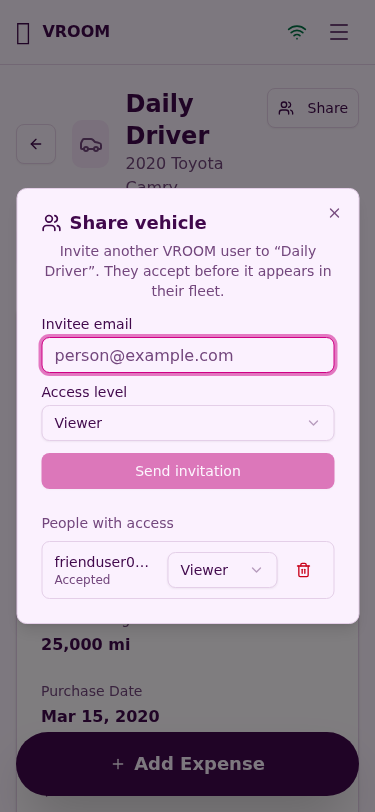 VROOM
Daily
Driver
Share
2020 Toyota
Camry
Share vehicle
Invite another VROOM user to “Daily
Driver”. They accept before it appears in
their fleet.
Invitee email
person@example.com
Access level
Viewer
Send invitation
People with access
frienduser0...
Accepted
Viewer
25,000 mi
Purchase Date
Mar 15, 2020
+ Add Expense